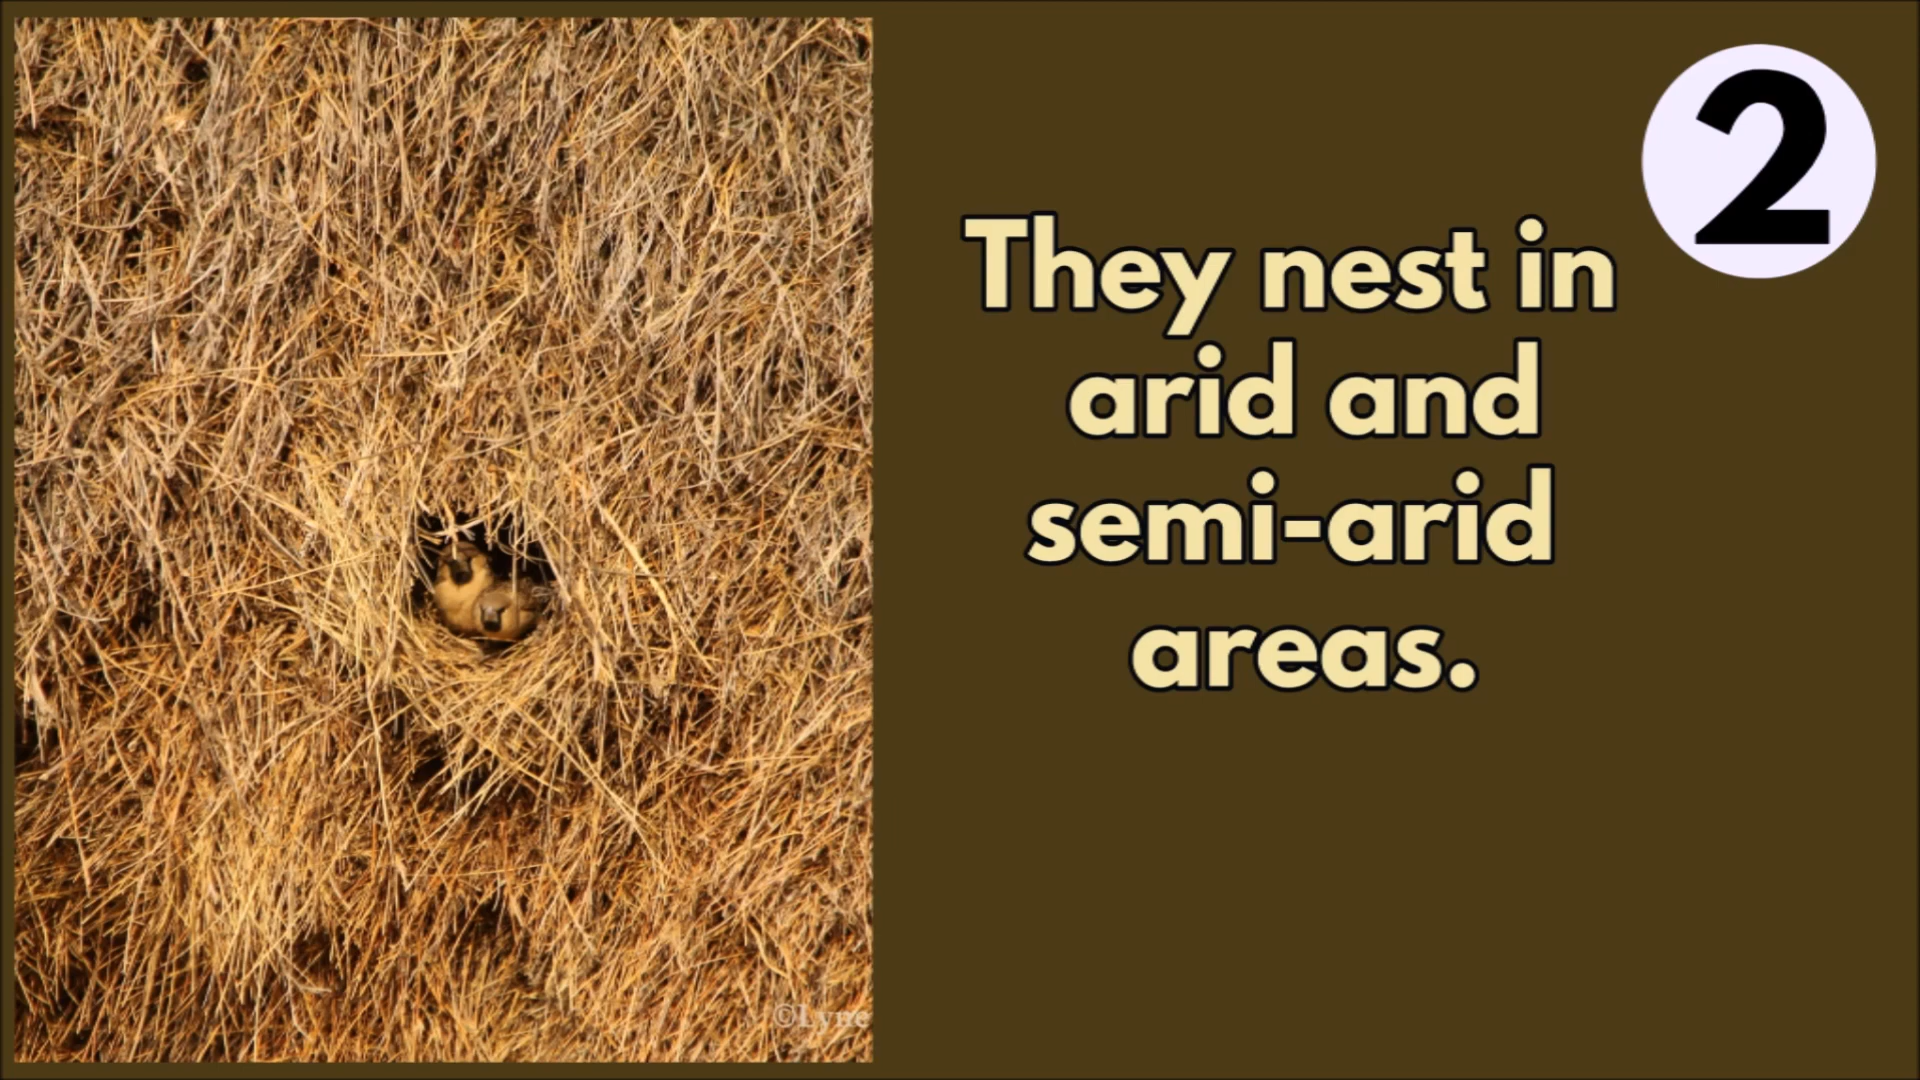 2
They nest in
arid and
semi-arid
areas.
©Lyne